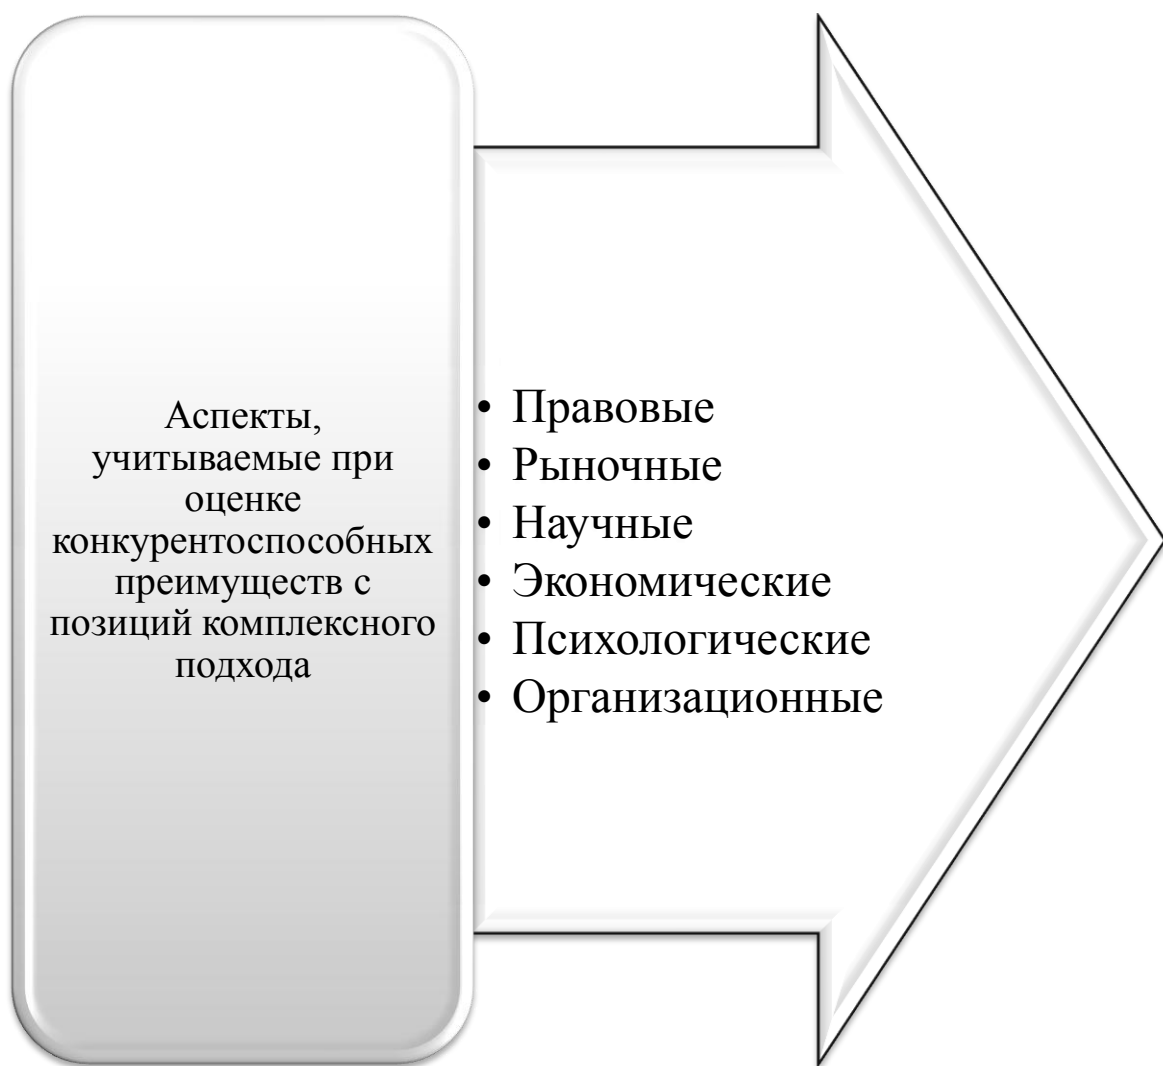 Аспекты,
учитываемые при
оценке
конкурентоспособных
преимуществ с
позиций комплексного
подхода
• Правовые
• Рыночные
• Научные
• Экономические
• Психологические
• Организационные